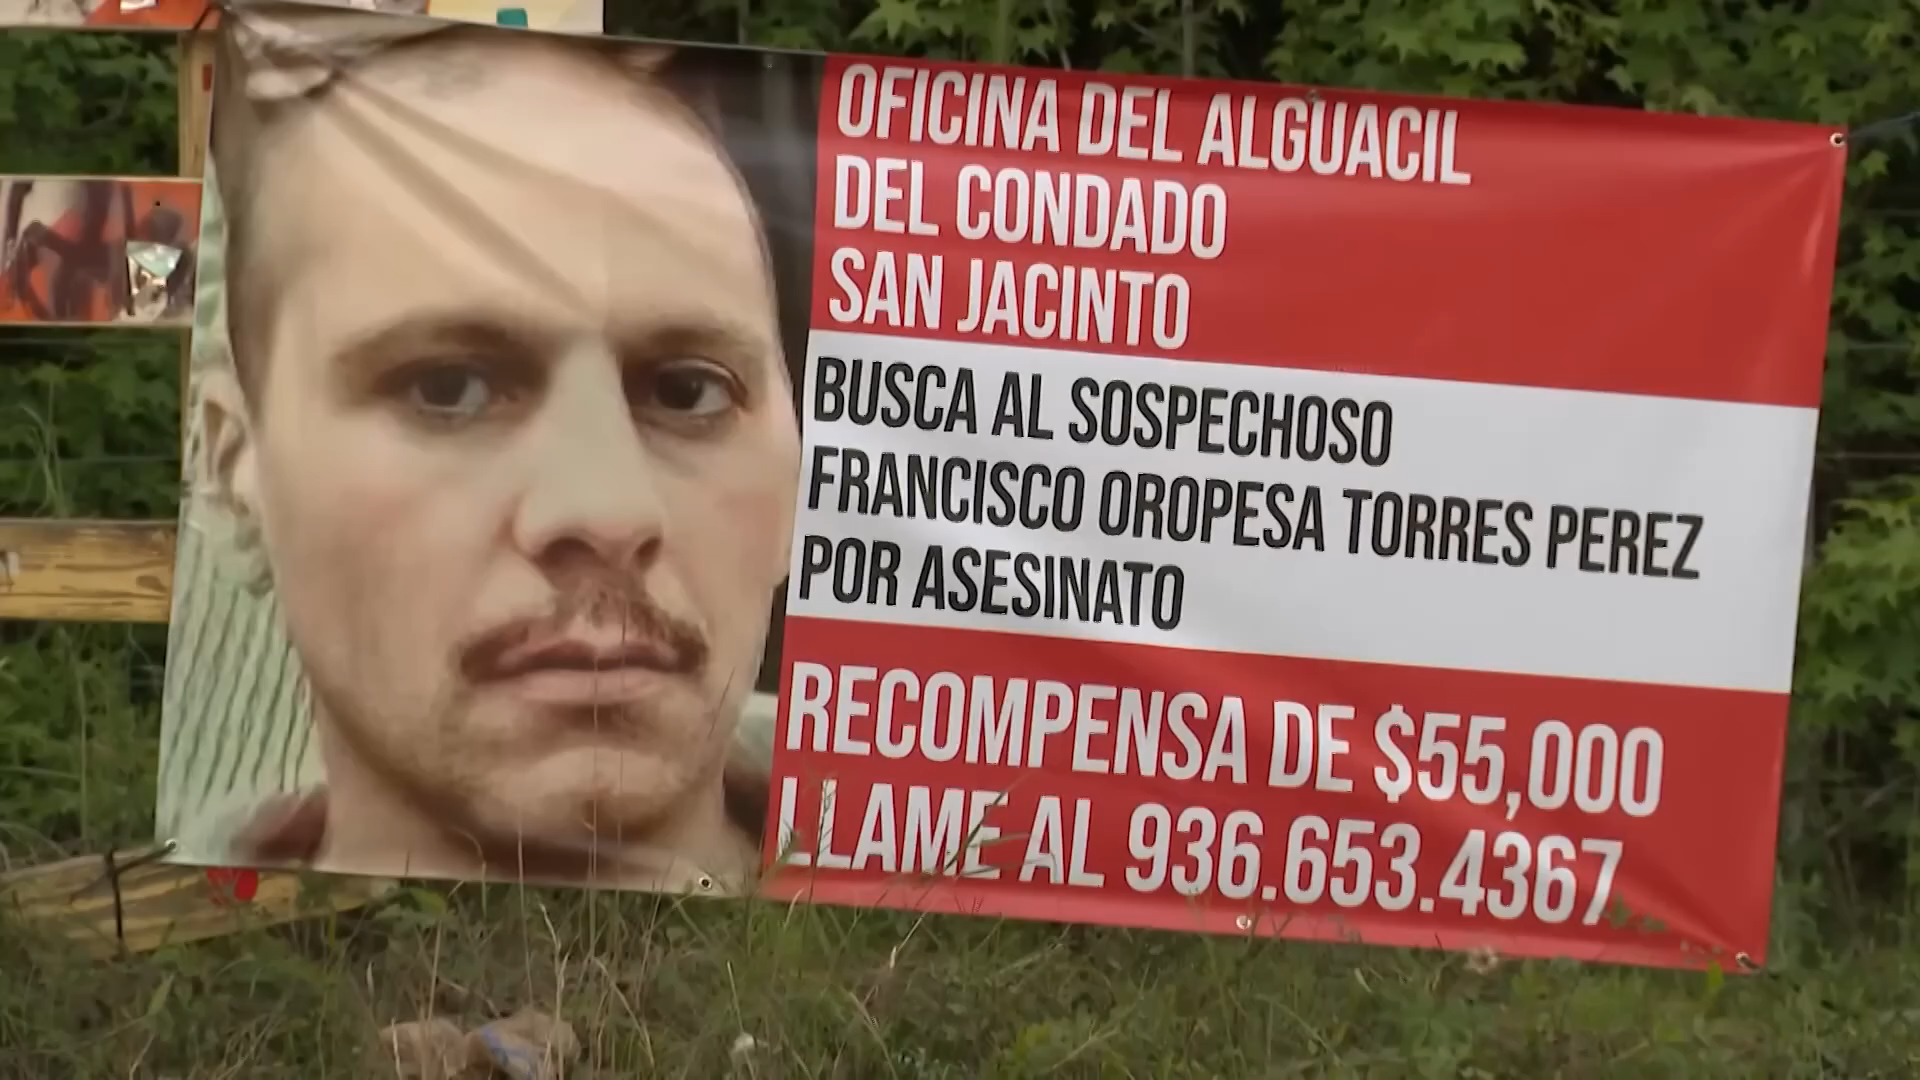 OFICINA DEL ALGUACIL
DEL CONDADO
SAN JACINTO
BUSCA AL SOSPECHOSO
FRANCISCO OROPESA TORRES PEREZ
POR ASESINATO
RECOMPENSA DE $55,000
LLAME AL 936.653.4367